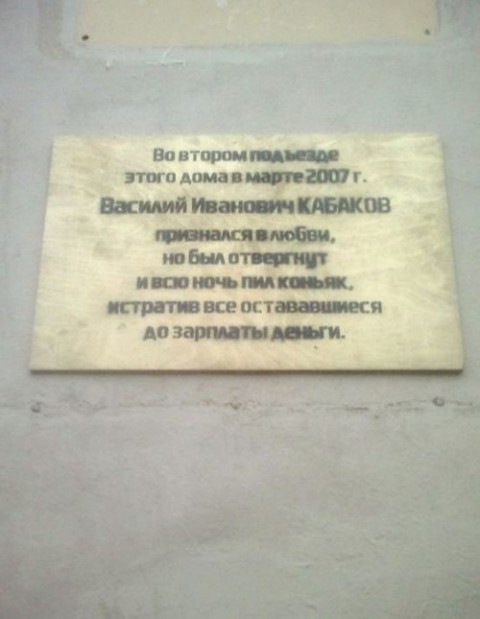 Во втором подъезде
этого дома в марте 2007 г.
Василий Иванович КАБАКОВ
признался в любви,
но был отвергнут
и всю ночь пил коньяк,
истратив все остававшиеся
до зарплаты деньги.